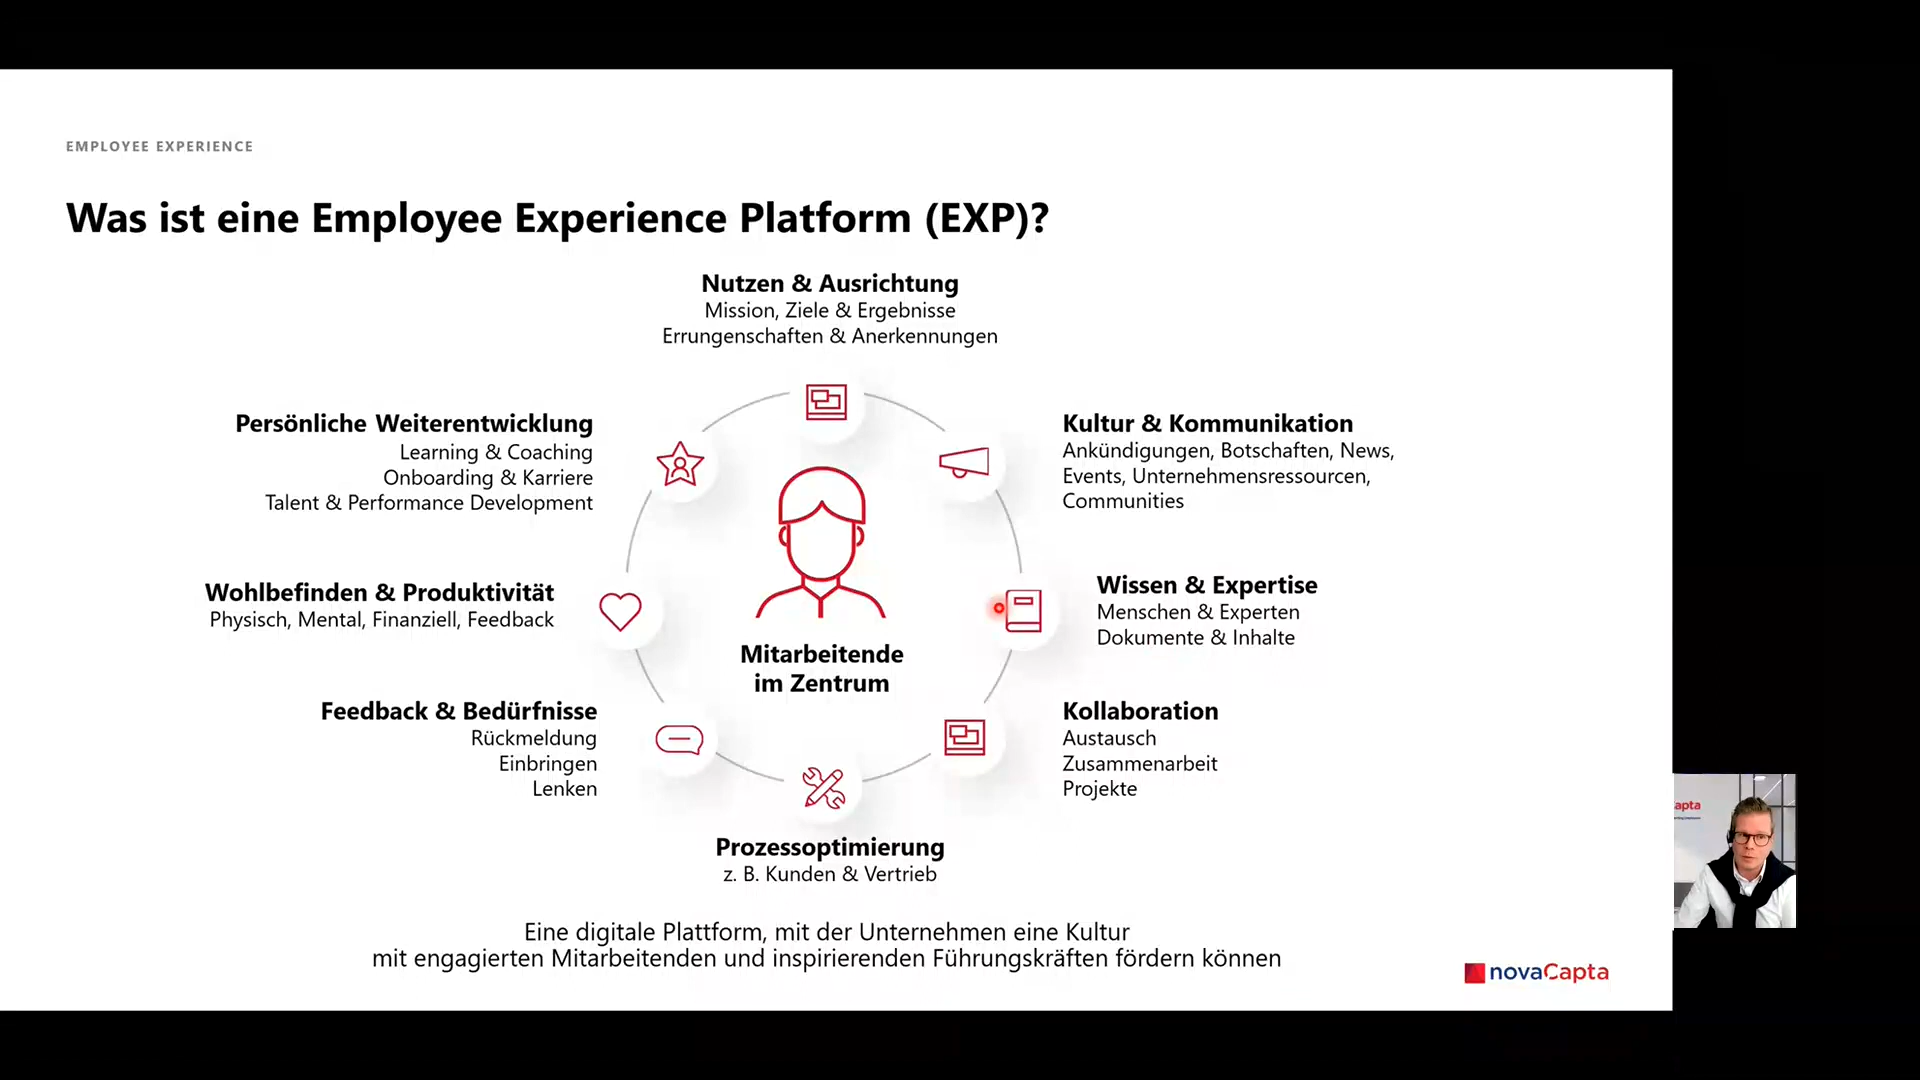 EMPLOYEE EXPERIENCE
Was ist eine Employee Experience Platform (EXP)?
Nutzen & Ausrichtung
Mission, Ziele & Ergebnisse
Errungenschaften & Anerkennungen
Persönliche Weiterentwicklung
Learning & Coaching
Onboarding & Karriere
Talent & Performance Development
Kultur & Kommunikation
Ankündigungen, Botschaften, News,
Events, Unternehmensressourcen,
Communities
Wohlbefinden & Produktivität
Physisch, Mental, Finanziell, Feedback
Wissen & Expertise
Menschen & Experten
Dokumente & Inhalte
Mitarbeitende
im Zentrum
Feedback & Bedürfnisse
Rückmeldung
Einbringen
Lenken
Kollaboration
Austausch
Zusammenarbeit
Projekte
Prozessoptimierung
z. B. Kunden & Vertrieb
Eine digitale Plattform, mit der Unternehmen eine Kultur
mit engagierten Mitarbeitenden und inspirierenden Führungskräften fördern können
novaCapta
apta